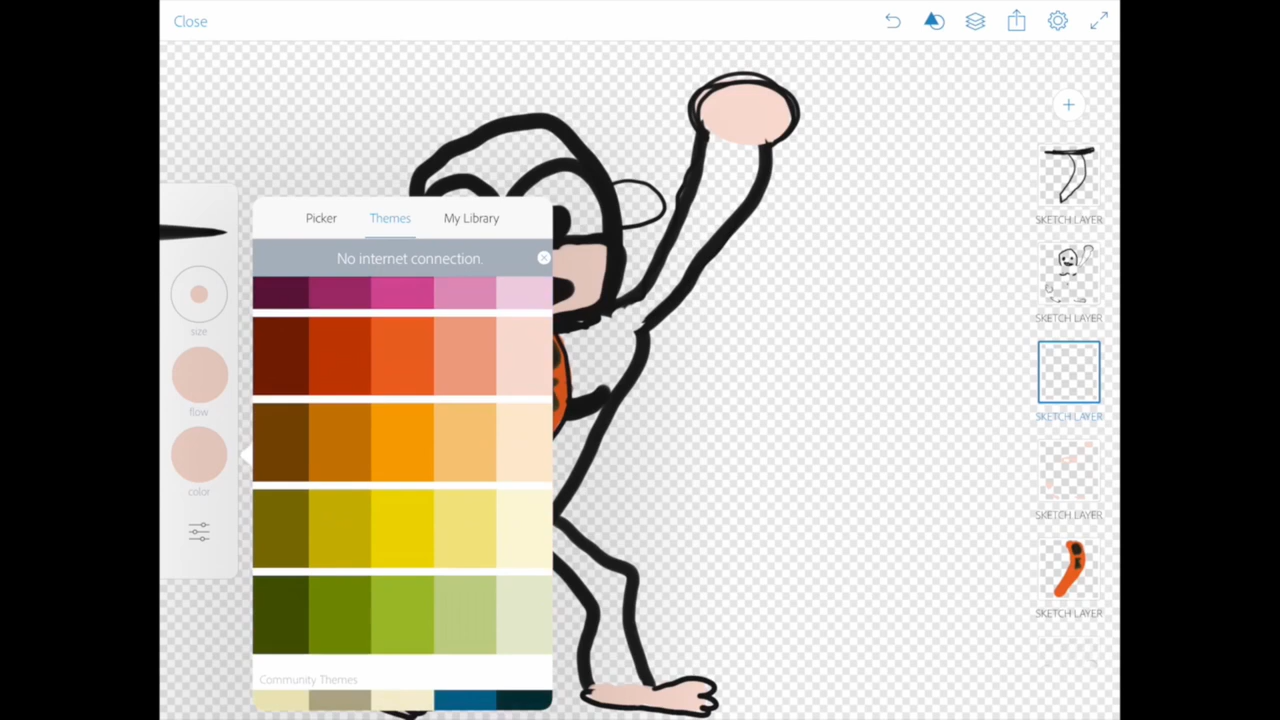 Close
Picker Themes My Library
No internet connection.
size
flow
color
Community Themes
SKETCH LAYER
SKETCH LAYER
SKETCH LAYER
SKETCH LAYER
SKETCH LAYER